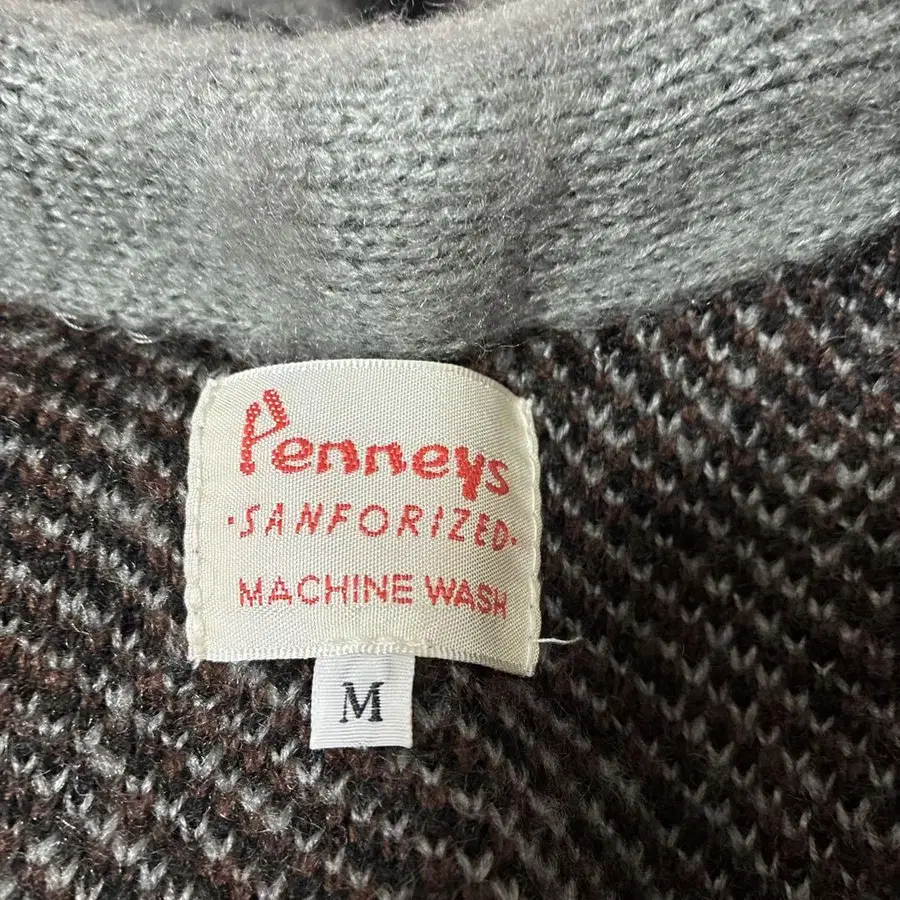 Penneys
·SANFORIZED·
MACHINE WASH
M